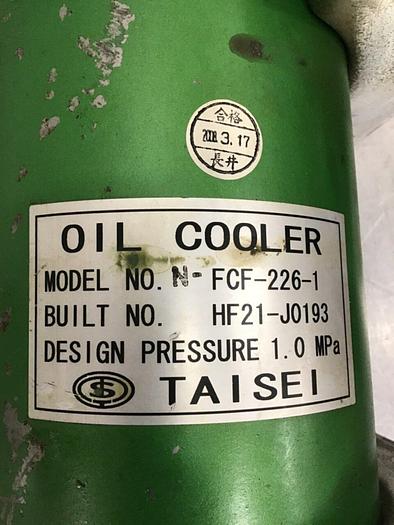 合格
2008.3.17
長井
OIL COOLER
MODEL NO. N-FCF-226-1
BUILT NO. HF21-J0193
DESIGN PRESSURE 1.0 MPa
TAISEI